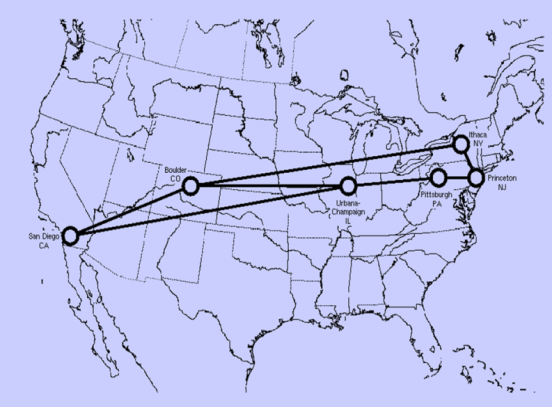 Ithaca
NY
Boulder
CO
Princeton
NJ
Pittsburgh
PA
Urbana-
Champaign
IL
San Diego
CA